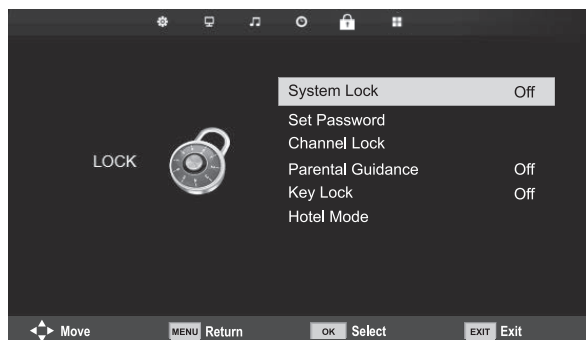 LOCK
System Lock Off
Set Password
Channel Lock
Parental Guidance Off
Key Lock Off
Hotel Mode
Move MENU Return OK Select EXIT Exit